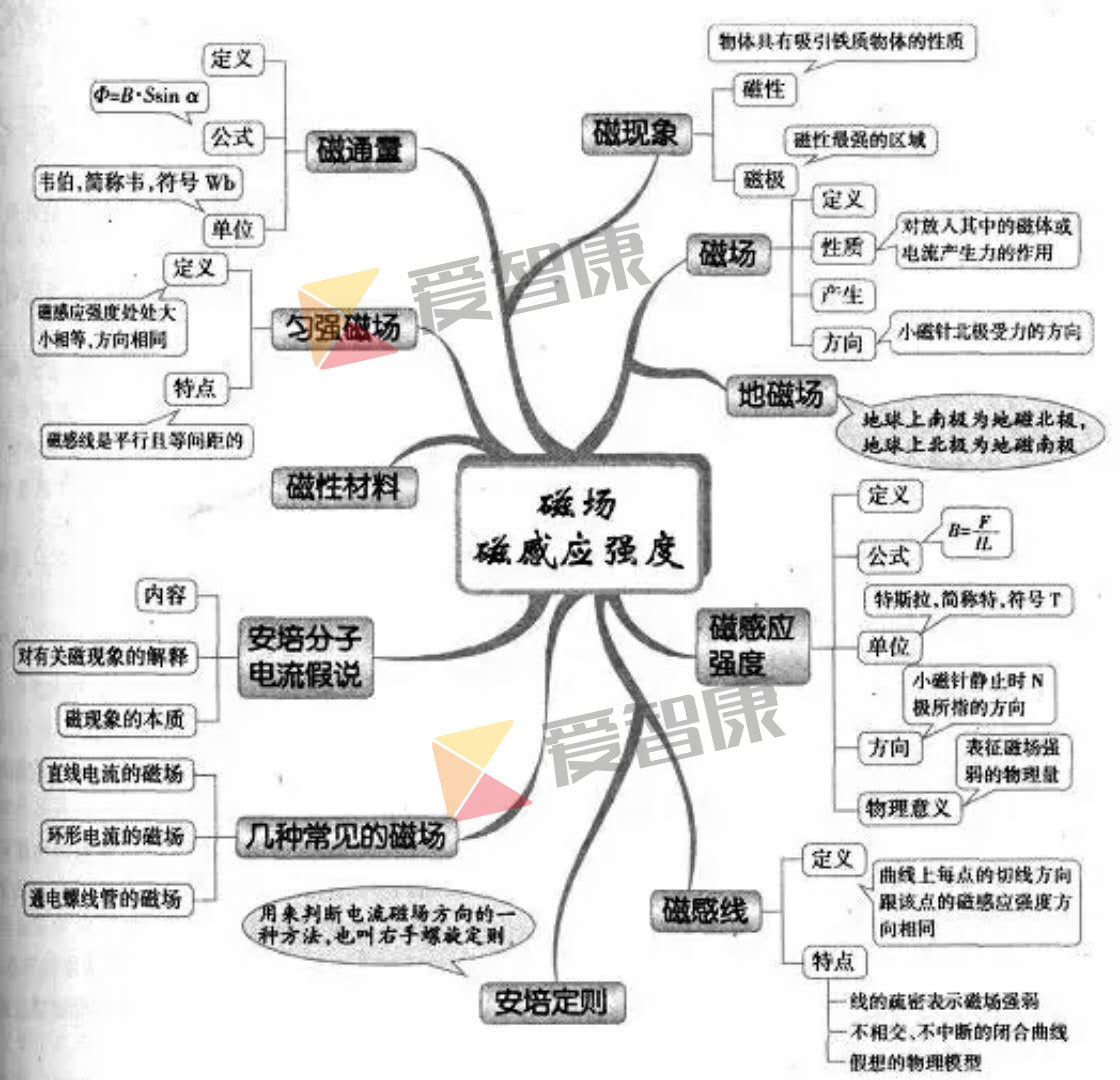 磁场
磁感应强度
磁现象
磁性
物体具有吸引铁质物体的性质
磁极
磁性最强的区域
磁场
定义
性质
对放入其中的磁体或
电流产生力的作用
产生
方向
小磁针北极受力的方向
地磁场
地球上南极为地磁北极,
地球上北极为地磁南极
磁感应
强度
定义
公式
B=F/IL
单位
特斯拉,简称特,符号T
方向
小磁针静止时N
极所指的方向
物理意义
表征磁场强
弱的物理量
磁感线
定义
曲线上每点的切线方向
跟该点的磁感应强度方
向相同
特点
线的疏密表示磁场强弱
不相交、不中断的闭合曲线
假想的物理模型
安培定则
用来判断电流磁场方向的一
种方法,也叫右手螺旋定则
几种常见的磁场
直线电流的磁场
环形电流的磁场
通电螺线管的磁场
安培分子
电流假说
内容
对有关磁现象的解释
磁现象的本质
磁性材料
匀强磁场
定义
磁感应强度处处大
小相等,方向相同
特点
磁感线是平行且等间距的
磁通量
定义
公式
Φ=B·Ssin α
单位
韦伯,简称韦,符号Wb
爱智康
爱智康